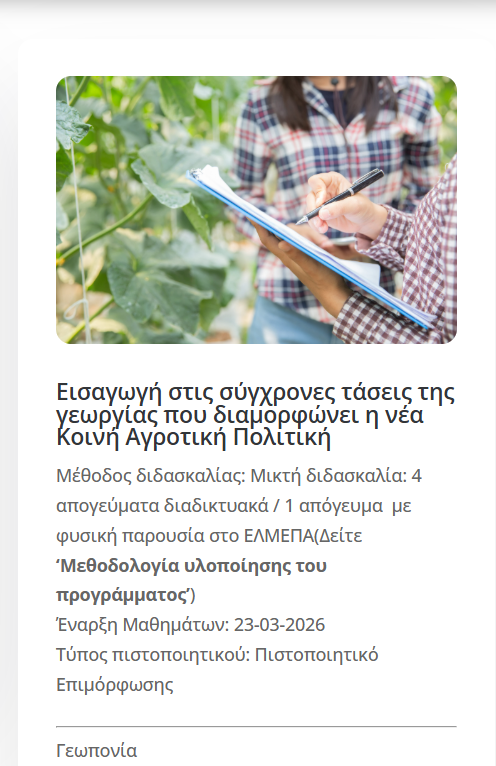 Εισαγωγή στις σύγχρονες τάσεις της
γεωργίας που διαμορφώνει η νέα
Κοινή Αγροτική Πολιτική
Μέθοδος διδασκαλίας: Μικτή διδασκαλία: 4
απογεύματα διαδικτυακά / 1 απόγευμα  με
φυσική παρουσία στο ΕΛΜΕΠΑ(Δείτε
‘Μεθοδολογία υλοποίησης του
προγράμματος’)
Έναρξη Μαθημάτων: 23-03-2026
Τύπος πιστοποιητικού: Πιστοποιητικό
Επιμόρφωσης
Γεωπονία